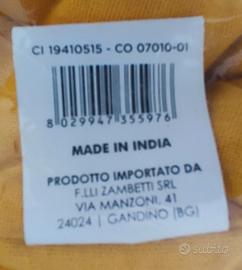 CI 19410515 - CO 07010-01
8 029947 355976
MADE IN INDIA
PRODOTTO IMPORTATO DA
F.LLI ZAMBETTI SRL
VIA MANZONI, 41
24024 | GANDINO (BG)
subito